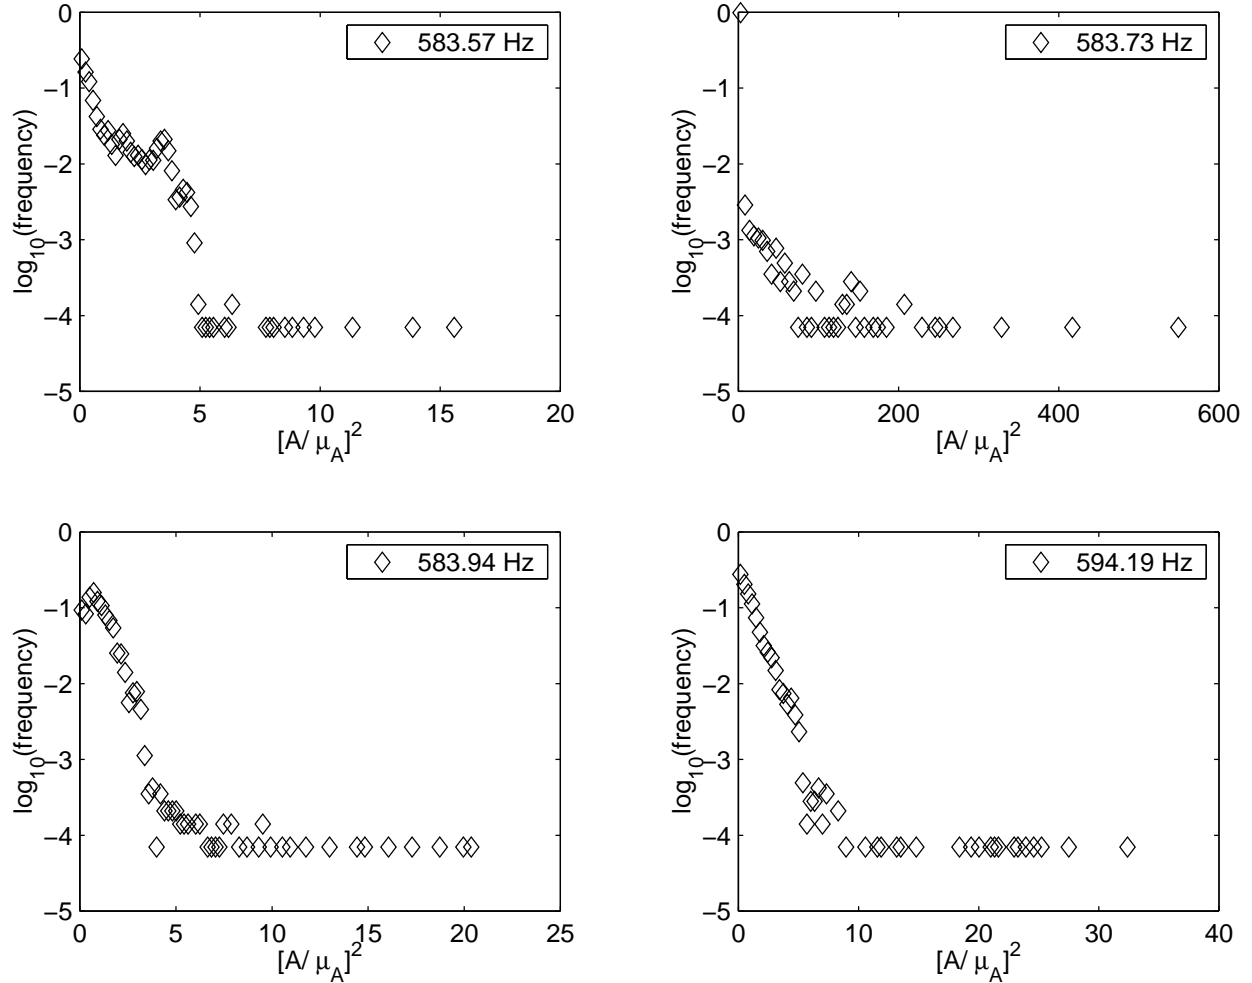 583.57 Hz
0
−1
−2
−3
−4
−5
log10(frequency)
0 5 10 15 20
[A/ μA]2
583.73 Hz
0
−1
−2
−3
−4
−5
log10(frequency)
0 200 400 600
[A/ μA]2
583.94 Hz
0
−1
−2
−3
−4
−5
log10(frequency)
0 5 10 15 20 25
[A/ μA]2
594.19 Hz
0
−1
−2
−3
−4
−5
log10(frequency)
0 10 20 30 40
[A/ μA]2